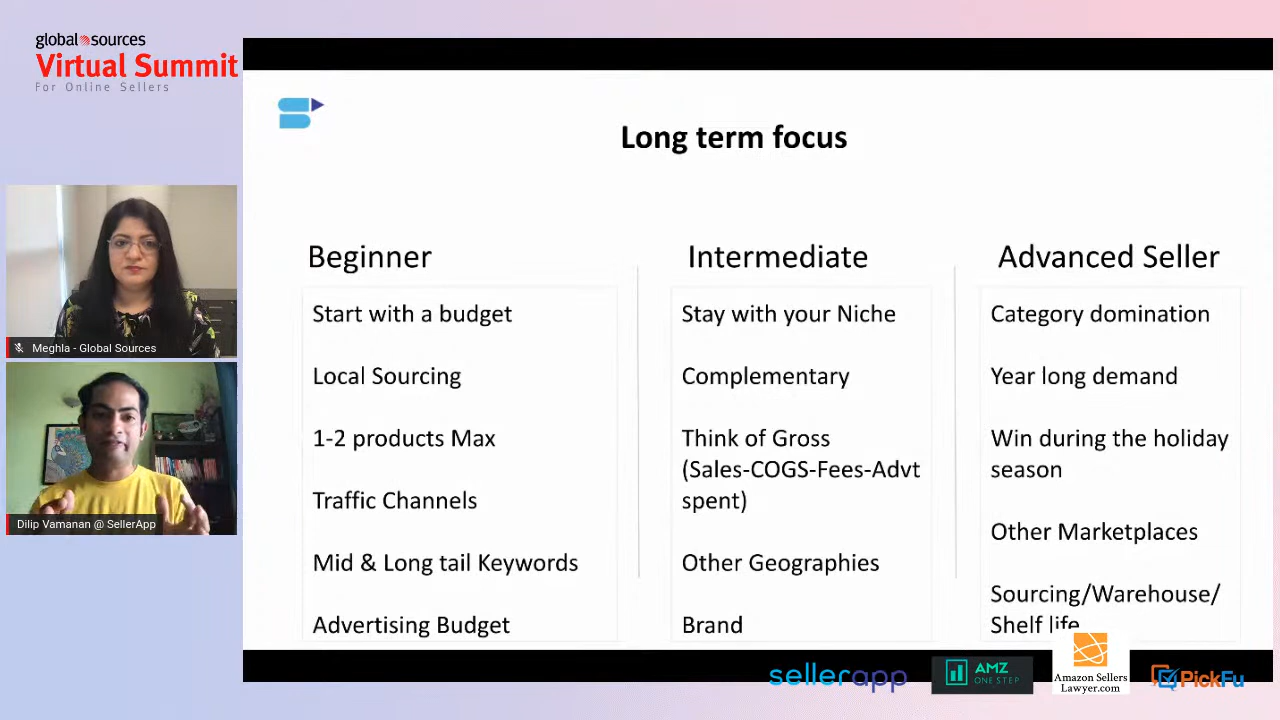 global sources
Virtual Summit
For Online Sellers
Long term focus
Beginner
Start with a budget
Local Sourcing
1-2 products Max
Traffic Channels
Mid & Long tail Keywords
Advertising Budget
Intermediate
Stay with your Niche
Complementary
Think of Gross
(Sales-COGS-Fees-Advt
spent)
Other Geographies
Brand
Advanced Seller
Category domination
Year long demand
Win during the holiday
season
Other Marketplaces
Sourcing/Warehouse/
Shelf life
Meghla - Global Sources
Dilip Vamanan @ SellerApp
sellerapp
AMZ
ONE STEP
Amazon Sellers
Lawyer.com
PickFu